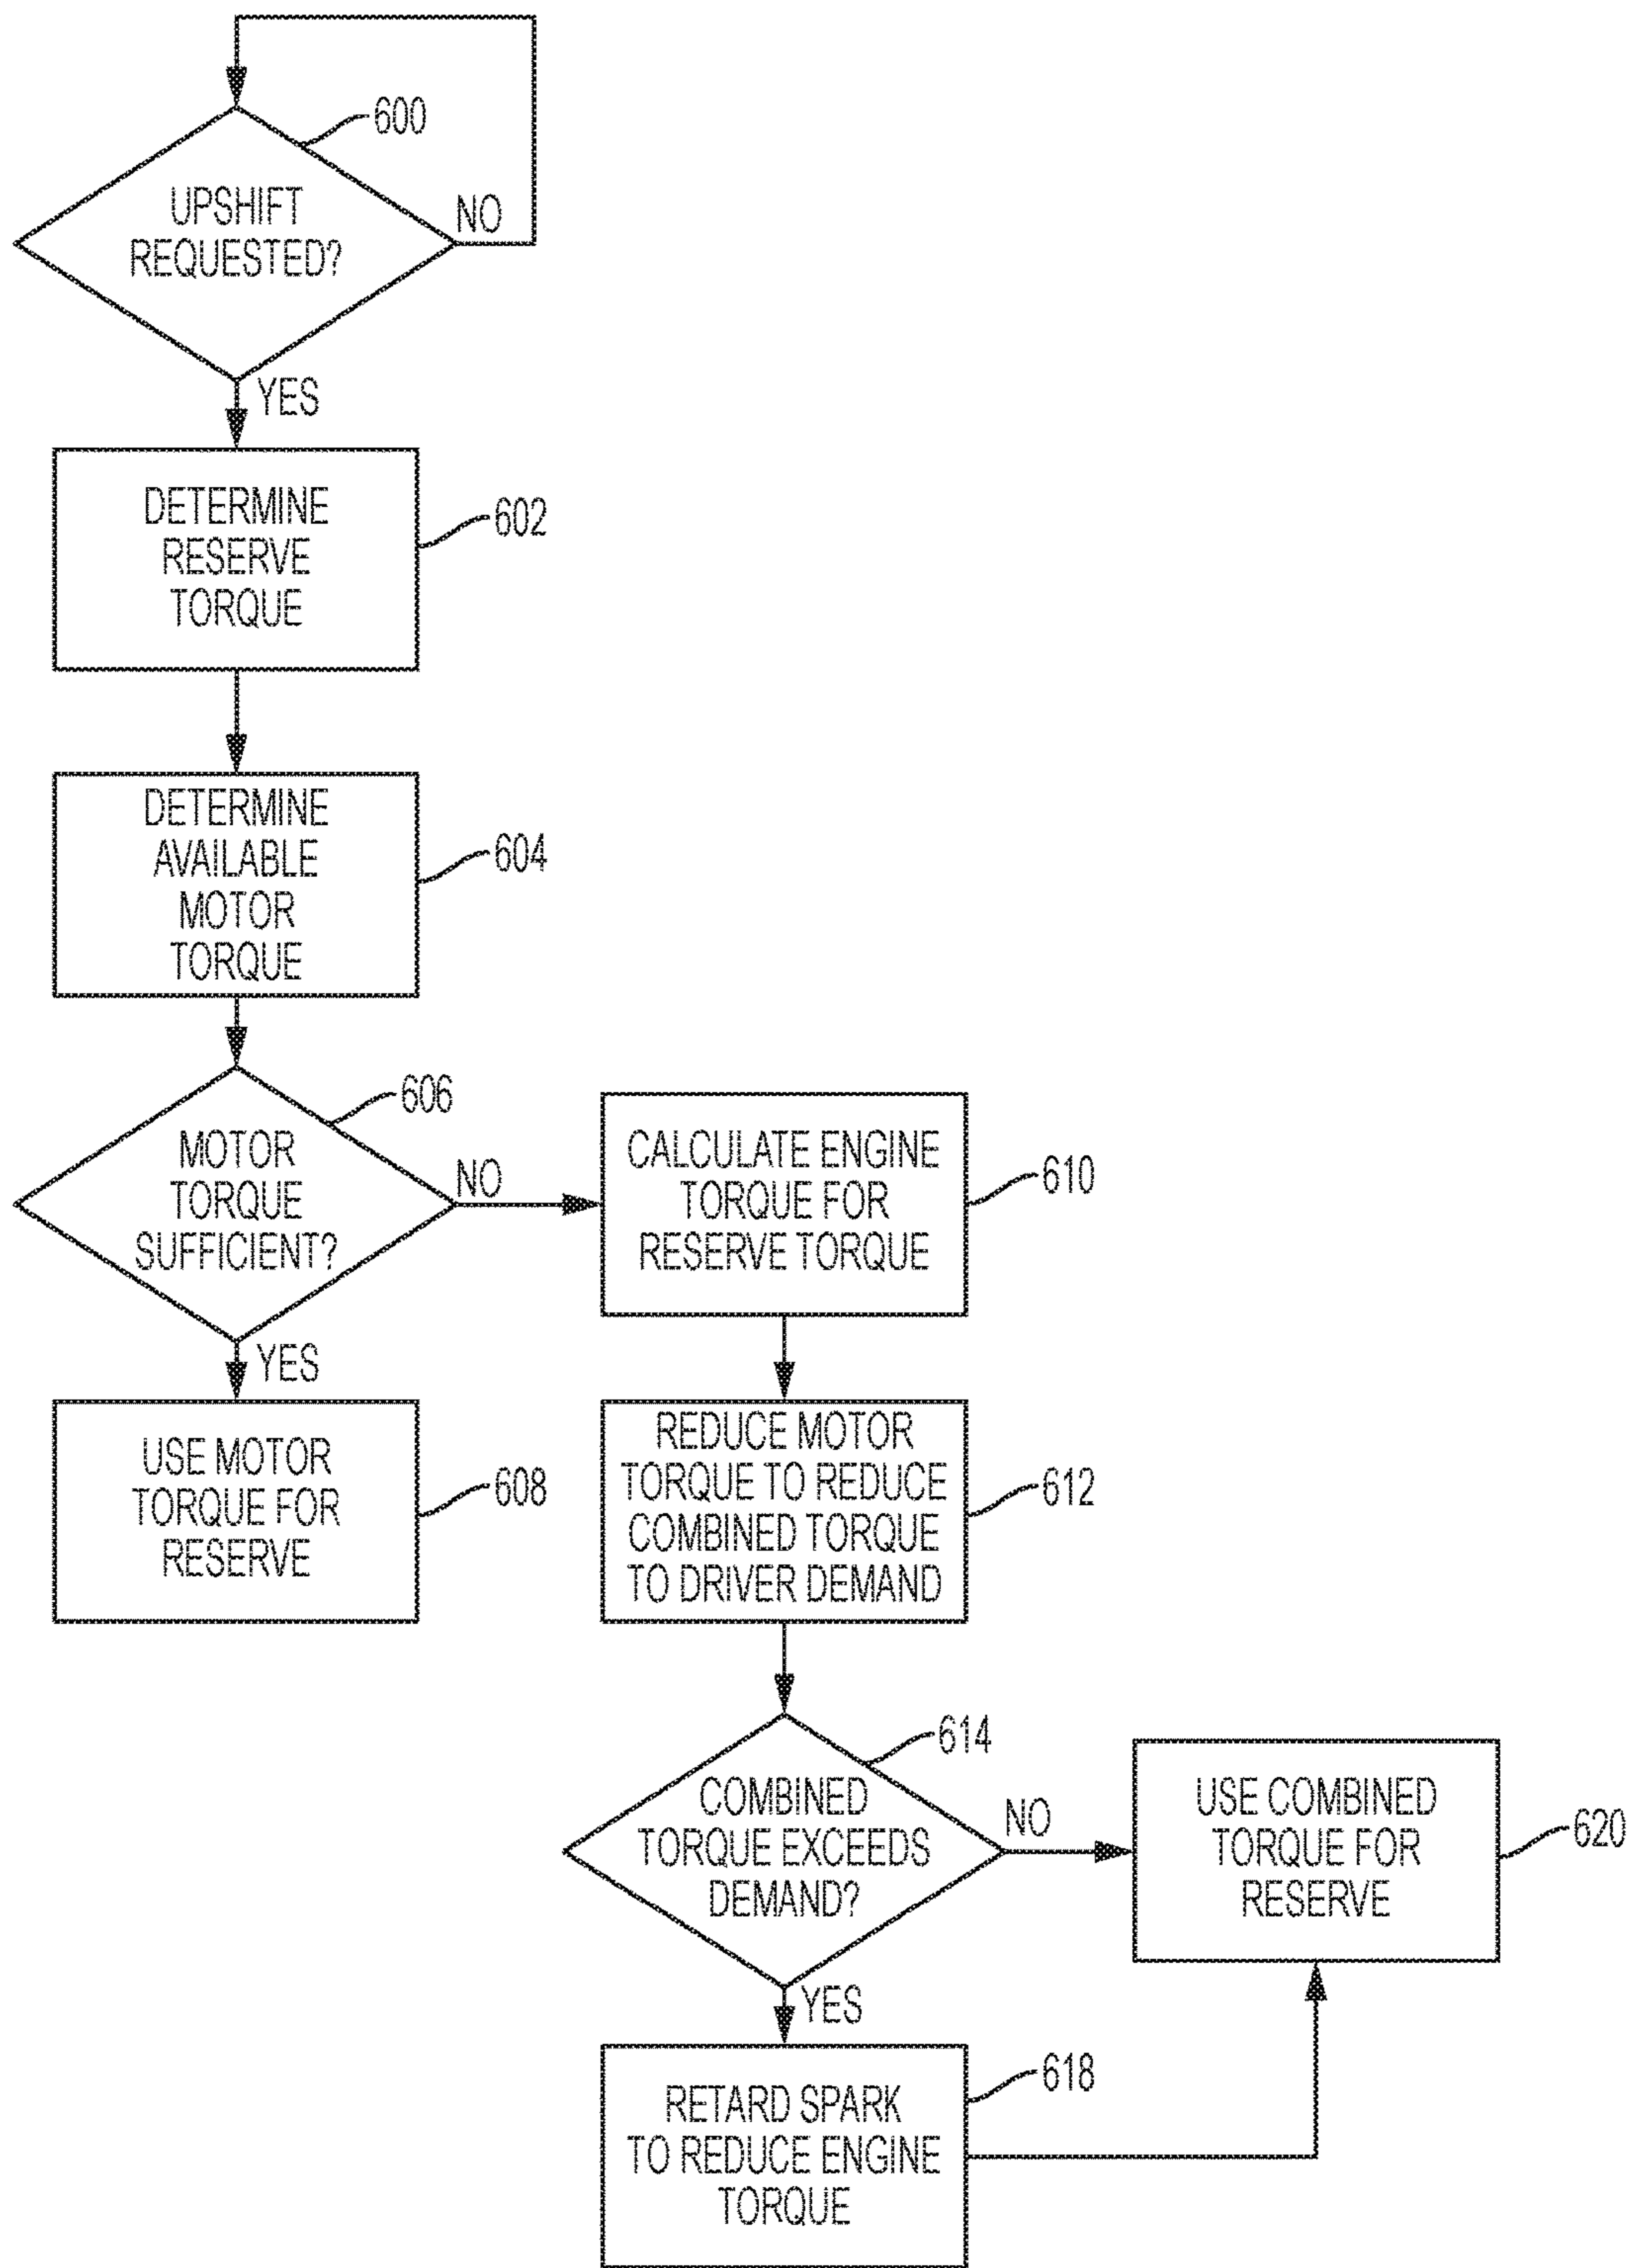 600
UPSHIFT
REQUESTED?
NO
YES
DETERMINE
RESERVE
TORQUE
602
DETERMINE
AVAILABLE
MOTOR
TORQUE
604
606
MOTOR
TORQUE
SUFFICIENT?
NO
YES
USE MOTOR
TORQUE FOR
RESERVE
608
CALCULATE ENGINE
TORQUE FOR
RESERVE TORQUE
610
REDUCE MOTOR
TORQUE TO REDUCE
COMBINED TORQUE
TO DRIVER DEMAND
612
614
COMBINED
TORQUE EXCEEDS
DEMAND?
NO
YES
USE COMBINED
TORQUE FOR
RESERVE
620
RETARD SPARK
TO REDUCE ENGINE
TORQUE
618